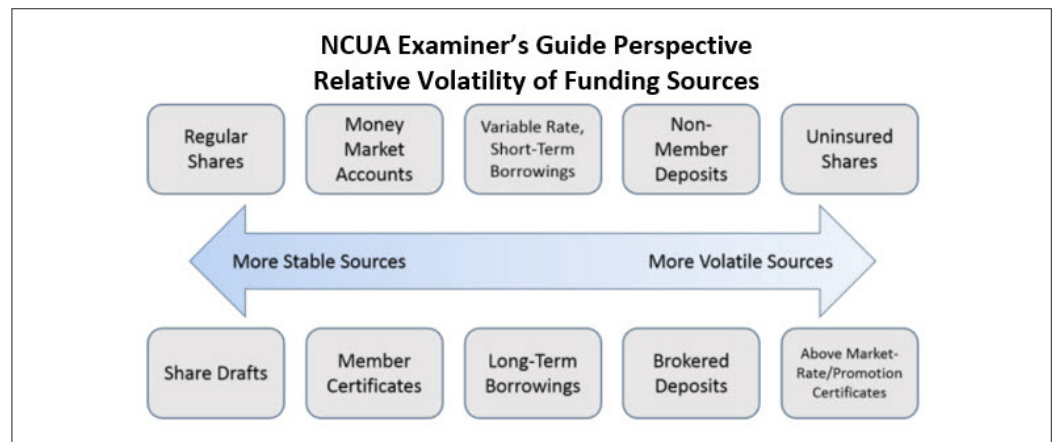 NCUA Examiner’s Guide Perspective
Relative Volatility of Funding Sources
Regular
Shares
Money
Market
Accounts
Variable Rate,
Short-Term
Borrowings
Non-
Member
Deposits
Uninsured
Shares
More Stable Sources
More Volatile Sources
Share Drafts
Member
Certificates
Long-Term
Borrowings
Brokered
Deposits
Above Market-
Rate/Promotion
Certificates